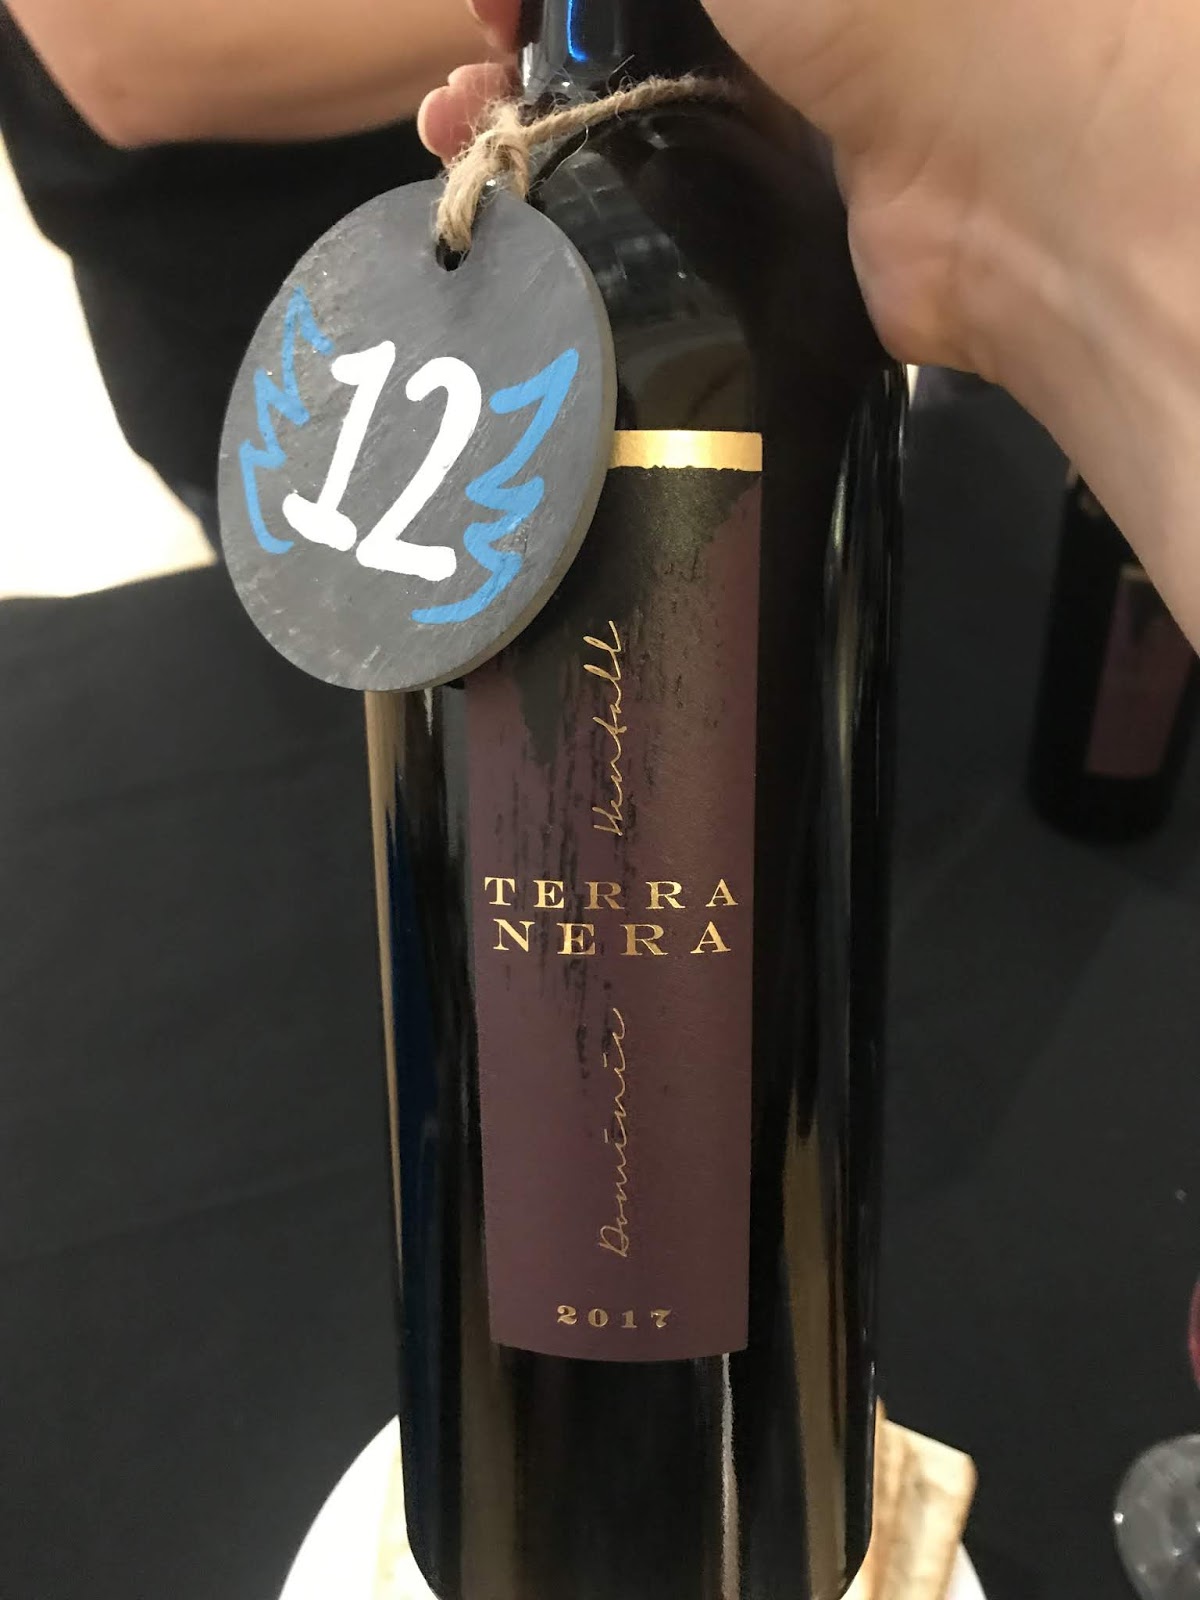 12
TERRA
NERA
Dominic Hentall
2017